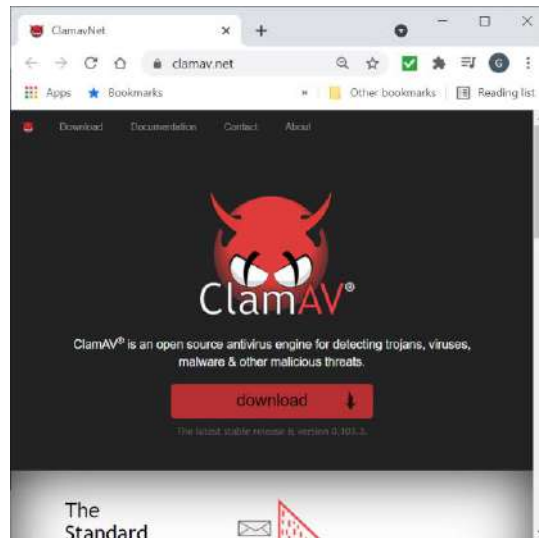 ClamavNet
clamav.net
G
Apps Bookmarks » Other bookmarks Reading list
Download Documentation Contact About
ClamAV®
ClamAV® is an open source antivirus engine for detecting trojans, viruses,
malware & other malicious threats.
download
The latest stable release is version 0.103.3.
The
Standard